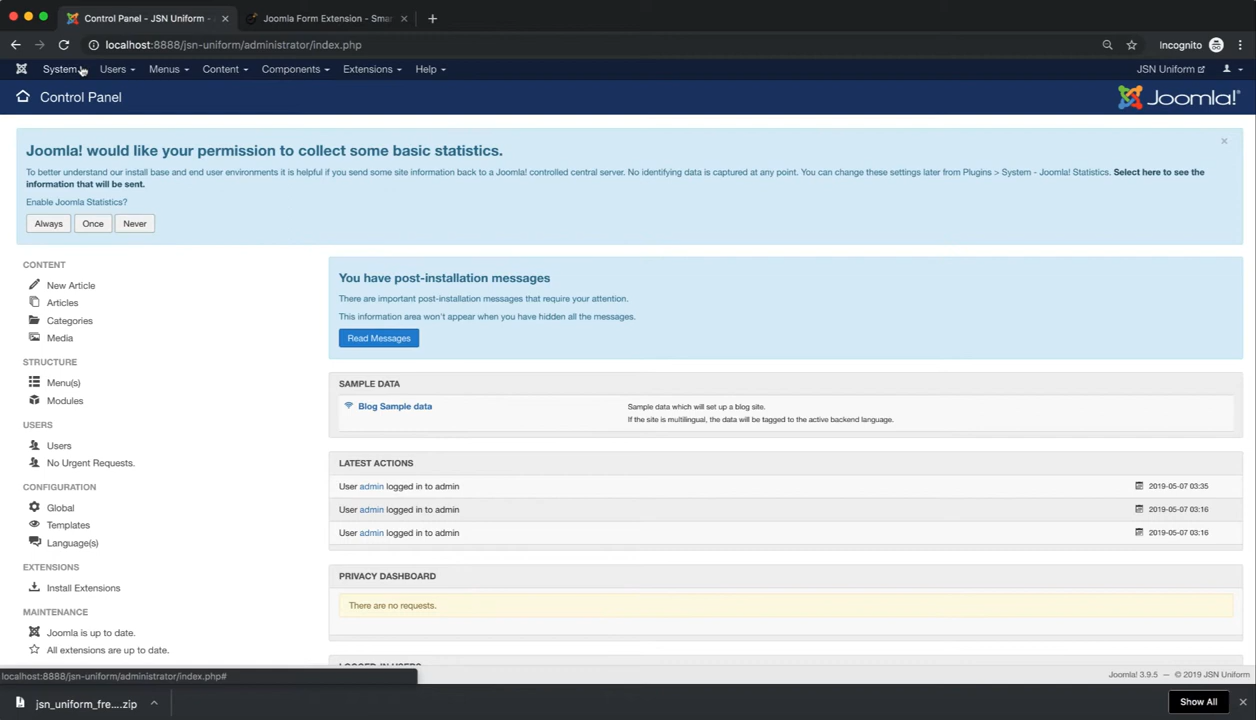 Control Panel - JSN Uniform -
Joomla Form Extension - Sma
localhost:8888/jsn-uniform/administrator/index.php
Incognito
System Users Menus Content Components Extensions Help JSN Uniform
Control Panel
Joomla!®
Joomla! would like your permission to collect some basic statistics.
To better understand our install base and end user environments it is helpful if you send some site information back to a Joomla! controlled central server. No identifying data is captured at any point. You can change these settings later from Plugins > System - Joomla! Statistics. Select here to see the
information that will be sent.
Enable Joomla Statistics?
Always Once Never
CONTENT
New Article
Articles
Categories
Media
STRUCTURE
Menu(s)
Modules
USERS
Users
No Urgent Requests.
CONFIGURATION
Global
Templates
Language(s)
EXTENSIONS
Install Extensions
MAINTENANCE
Joomla is up to date.
All extensions are up to date.
You have post-installation messages
There are important post-installation messages that require your attention.
This information area won't appear when you have hidden all the messages.
Read Messages
SAMPLE DATA
Blog Sample data
Sample data which will set up a blog site.
If the site is multilingual, the data will be tagged to the active backend language.
LATEST ACTIONS
User admin logged in to admin 2019-05-07 03:35
User admin logged in to admin 2019-05-07 03:16
User admin logged in to admin 2019-05-07 03:16
PRIVACY DASHBOARD
There are no requests.
LOGGED-IN USERS
localhost:8888/jsn-uniform/administrator/index.php#
Joomla! 3.9.5 — © 2019 JSN Uniform
jsn_uniform_fre....zip
Show All